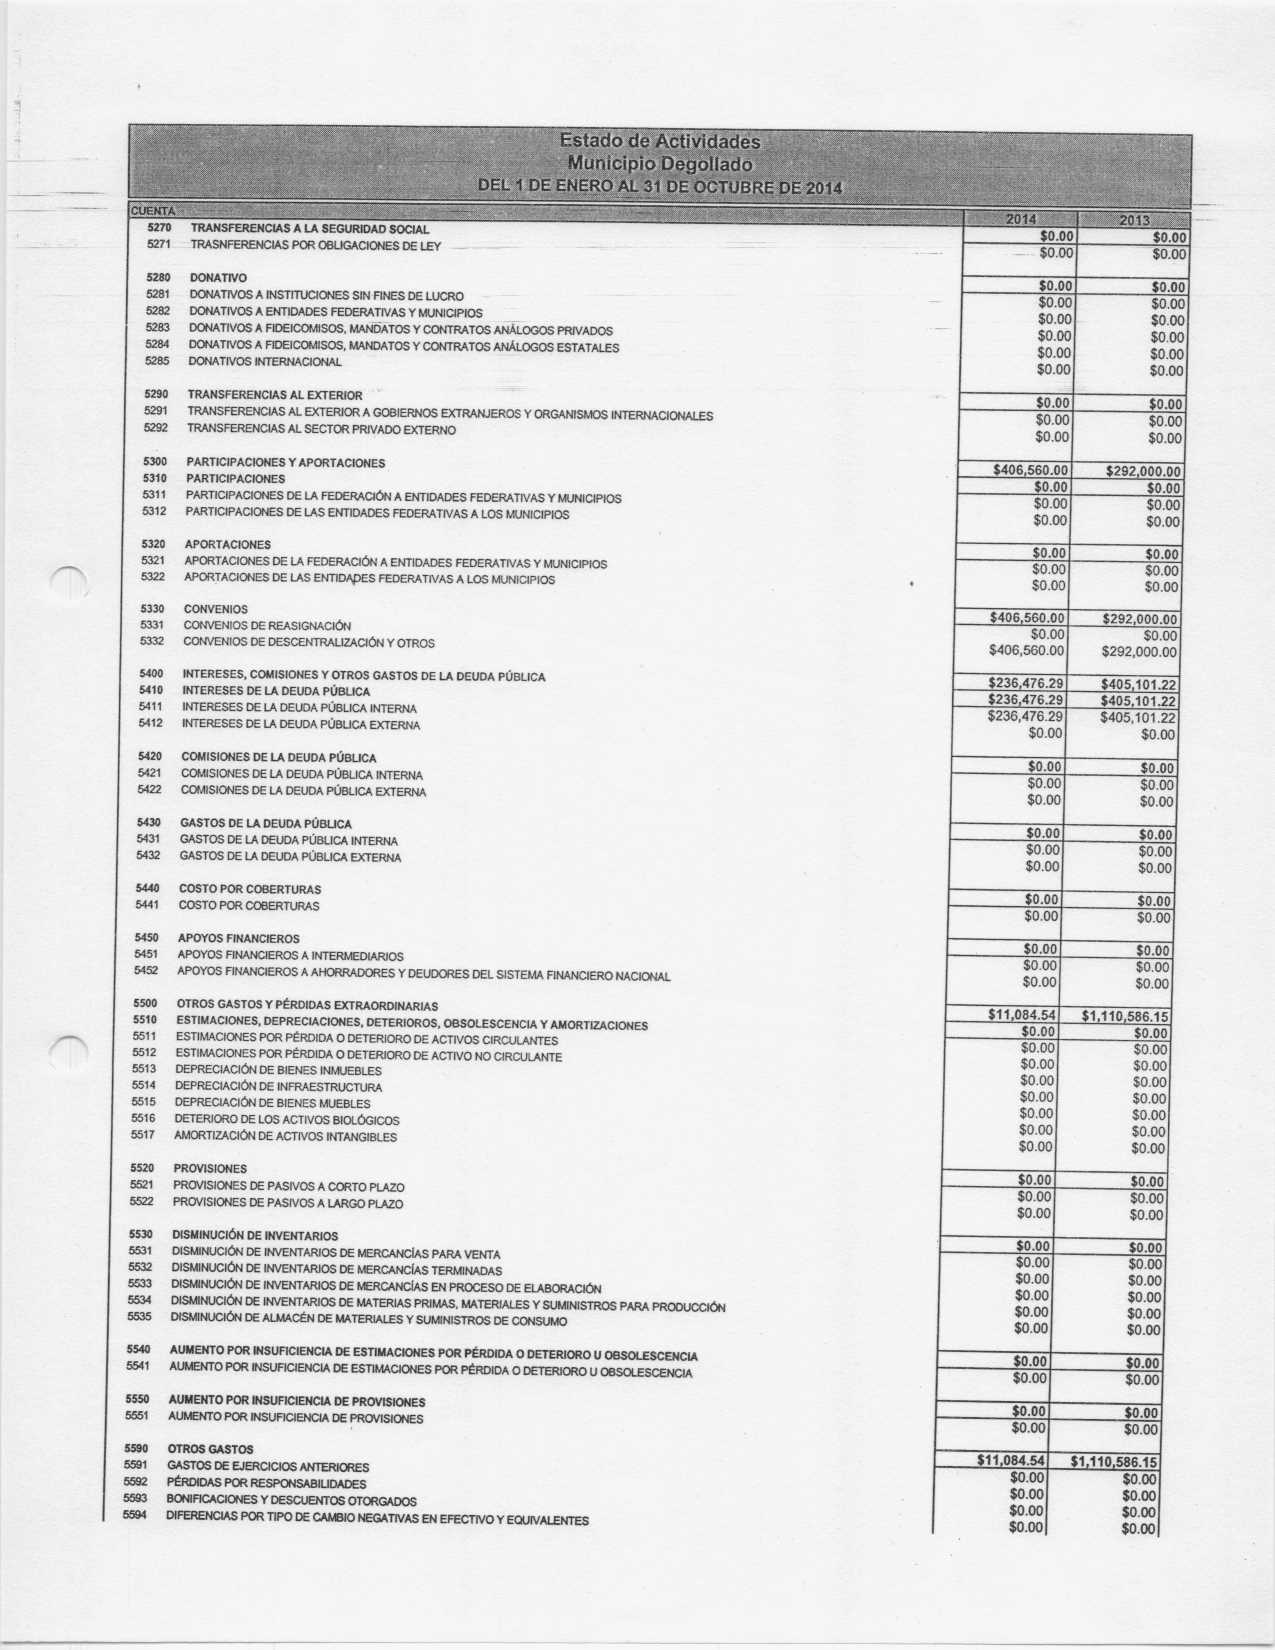 Estado de Actividades
Municipio Degollado
DEL 1 DE ENERO AL 31 DE OCTUBRE DE 2014
CUENTA 2014 2013
5270 TRANSFERENCIAS A LA SEGURIDAD SOCIAL $0.00 $0.00
5271 TRASNFERENCIAS POR OBLIGACIONES DE LEY $0.00 $0.00
5280 DONATIVO $0.00 $0.00
5281 DONATIVOS A INSTITUCIONES SIN FINES DE LUCRO $0.00 $0.00
5282 DONATIVOS A ENTIDADES FEDERATIVAS Y MUNICIPIOS $0.00 $0.00
5283 DONATIVOS A FIDEICOMISOS, MANDATOS Y CONTRATOS ANÁLOGOS PRIVADOS $0.00 $0.00
5284 DONATIVOS A FIDEICOMISOS, MANDATOS Y CONTRATOS ANÁLOGOS ESTATALES $0.00 $0.00
5285 DONATIVOS INTERNACIONAL $0.00 $0.00
5290 TRANSFERENCIAS AL EXTERIOR $0.00 $0.00
5291 TRANSFERENCIAS AL EXTERIOR A GOBIERNOS EXTRANJEROS Y ORGANISMOS INTERNACIONALES $0.00 $0.00
5292 TRANSFERENCIAS AL SECTOR PRIVADO EXTERNO $0.00 $0.00
5300 PARTICIPACIONES Y APORTACIONES $406,560.00 $292,000.00
5310 PARTICIPACIONES $0.00 $0.00
5311 PARTICIPACIONES DE LA FEDERACIÓN A ENTIDADES FEDERATIVAS Y MUNICIPIOS $0.00 $0.00
5312 PARTICIPACIONES DE LAS ENTIDADES FEDERATIVAS A LOS MUNICIPIOS $0.00 $0.00
5320 APORTACIONES $0.00 $0.00
5321 APORTACIONES DE LA FEDERACIÓN A ENTIDADES FEDERATIVAS Y MUNICIPIOS $0.00 $0.00
5322 APORTACIONES DE LAS ENTIDADES FEDERATIVAS A LOS MUNICIPIOS $0.00 $0.00
5330 CONVENIOS $406,560.00 $292,000.00
5331 CONVENIOS DE REASIGNACIÓN $0.00 $0.00
5332 CONVENIOS DE DESCENTRALIZACIÓN Y OTROS $406,560.00 $292,000.00
5400 INTERESES, COMISIONES Y OTROS GASTOS DE LA DEUDA PÚBLICA $236,476.29 $405,101.22
5410 INTERESES DE LA DEUDA PÚBLICA $236,476.29 $405,101.22
5411 INTERESES DE LA DEUDA PÚBLICA INTERNA $236,476.29 $405,101.22
5412 INTERESES DE LA DEUDA PÚBLICA EXTERNA $0.00 $0.00
5420 COMISIONES DE LA DEUDA PÚBLICA $0.00 $0.00
5421 COMISIONES DE LA DEUDA PÚBLICA INTERNA $0.00 $0.00
5422 COMISIONES DE LA DEUDA PÚBLICA EXTERNA $0.00 $0.00
5430 GASTOS DE LA DEUDA PÚBLICA $0.00 $0.00
5431 GASTOS DE LA DEUDA PÚBLICA INTERNA $0.00 $0.00
5432 GASTOS DE LA DEUDA PÚBLICA EXTERNA $0.00 $0.00
5440 COSTO POR COBERTURAS $0.00 $0.00
5441 COSTO POR COBERTURAS $0.00 $0.00
5450 APOYOS FINANCIEROS $0.00 $0.00
5451 APOYOS FINANCIEROS A INTERMEDIARIOS $0.00 $0.00
5452 APOYOS FINANCIEROS A AHORRADORES Y DEUDORES DEL SISTEMA FINANCIERO NACIONAL $0.00 $0.00
5500 OTROS GASTOS Y PÉRDIDAS EXTRAORDINARIAS $11,084.54 $1,110,586.15
5510 ESTIMACIONES, DEPRECIACIONES, DETERIOROS, OBSOLESCENCIA Y AMORTIZACIONES $0.00 $0.00
5511 ESTIMACIONES POR PÉRDIDA O DETERIORO DE ACTIVOS CIRCULANTES $0.00 $0.00
5512 ESTIMACIONES POR PÉRDIDA O DETERIORO DE ACTIVO NO CIRCULANTE $0.00 $0.00
5513 DEPRECIACIÓN DE BIENES INMUEBLES $0.00 $0.00
5514 DEPRECIACIÓN DE INFRAESTRUCTURA $0.00 $0.00
5515 DEPRECIACIÓN DE BIENES MUEBLES $0.00 $0.00
5516 DETERIORO DE LOS ACTIVOS BIOLÓGICOS $0.00 $0.00
5517 AMORTIZACIÓN DE ACTIVOS INTANGIBLES $0.00 $0.00
5520 PROVISIONES $0.00 $0.00
5521 PROVISIONES DE PASIVOS A CORTO PLAZO $0.00 $0.00
5522 PROVISIONES DE PASIVOS A LARGO PLAZO $0.00 $0.00
5530 DISMINUCIÓN DE INVENTARIOS $0.00 $0.00
5531 DISMINUCIÓN DE INVENTARIOS DE MERCANCÍAS PARA VENTA $0.00 $0.00
5532 DISMINUCIÓN DE INVENTARIOS DE MERCANCÍAS TERMINADAS $0.00 $0.00
5533 DISMINUCIÓN DE INVENTARIOS DE MERCANCÍAS EN PROCESO DE ELABORACIÓN $0.00 $0.00
5534 DISMINUCIÓN DE INVENTARIOS DE MATERIAS PRIMAS, MATERIALES Y SUMINISTROS PARA PRODUCCIÓN $0.00 $0.00
5535 DISMINUCIÓN DE ALMACÉN DE MATERIALES Y SUMINISTROS DE CONSUMO $0.00 $0.00
5540 AUMENTO POR INSUFICIENCIA DE ESTIMACIONES POR PÉRDIDA O DETERIORO U OBSOLESCENCIA $0.00 $0.00
5541 AUMENTO POR INSUFICIENCIA DE ESTIMACIONES POR PÉRDIDA O DETERIORO U OBSOLESCENCIA $0.00 $0.00
5550 AUMENTO POR INSUFICIENCIA DE PROVISIONES $0.00 $0.00
5551 AUMENTO POR INSUFICIENCIA DE PROVISIONES $0.00 $0.00
5590 OTROS GASTOS $11,084.54 $1,110,586.15
5591 GASTOS DE EJERCICIOS ANTERIORES $0.00 $0.00
5592 PÉRDIDAS POR RESPONSABILIDADES $0.00 $0.00
5593 BONIFICACIONES Y DESCUENTOS OTORGADOS $0.00 $0.00
5594 DIFERENCIAS POR TIPO DE CAMBIO NEGATIVAS EN EFECTIVO Y EQUIVALENTES $0.00 $0.00